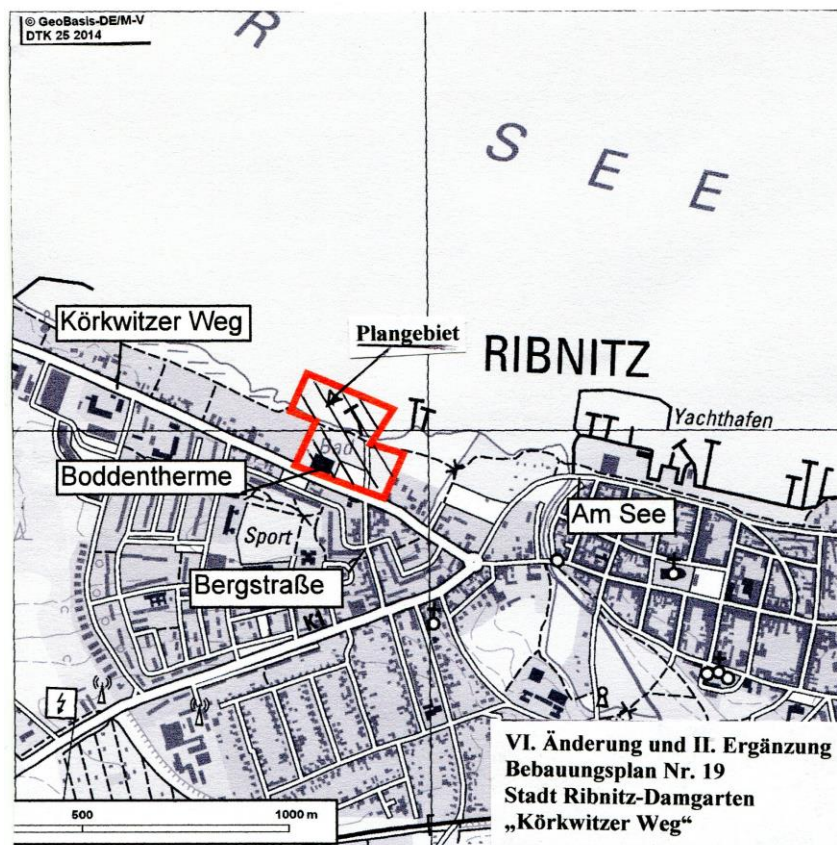 © GeoBasis-DE/M-V
DTK 25 2014
R
S E E
Körkwitzer Weg
Plangebiet
RIBNITZ
Yachthafen
Bad
Boddentherme
Am See
Sport
Bergstraße
K1
VI. Änderung und II. Ergänzung
Bebauungsplan Nr. 19
Stadt Ribnitz-Damgarten
„Körkwitzer Weg“
500 1000 m